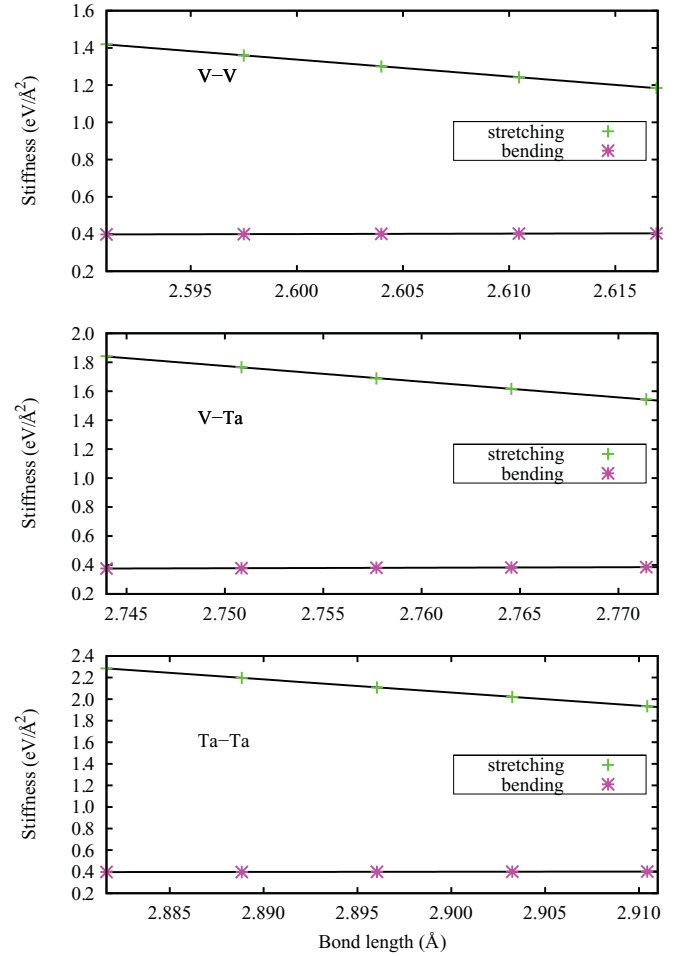 1.6
1.4
V−V
1.2
stretching
1.0
bending
0.8
0.6
0.4
0.2
Stiffness (eV/Å²)
2.595 2.600 2.605 2.610 2.615
2.0
1.8
1.6
V−Ta
1.4
1.2
stretching
1.0
bending
0.8
0.6
0.4
0.2
Stiffness (eV/Å²)
2.745 2.750 2.755 2.760 2.765 2.770
2.4
2.2
2.0
1.8
Ta−Ta
1.6
1.4
stretching
1.2
bending
1.0
0.8
0.6
0.4
0.2
Stiffness (eV/Å²)
2.885 2.890 2.895 2.900 2.905 2.910
Bond length (Å)